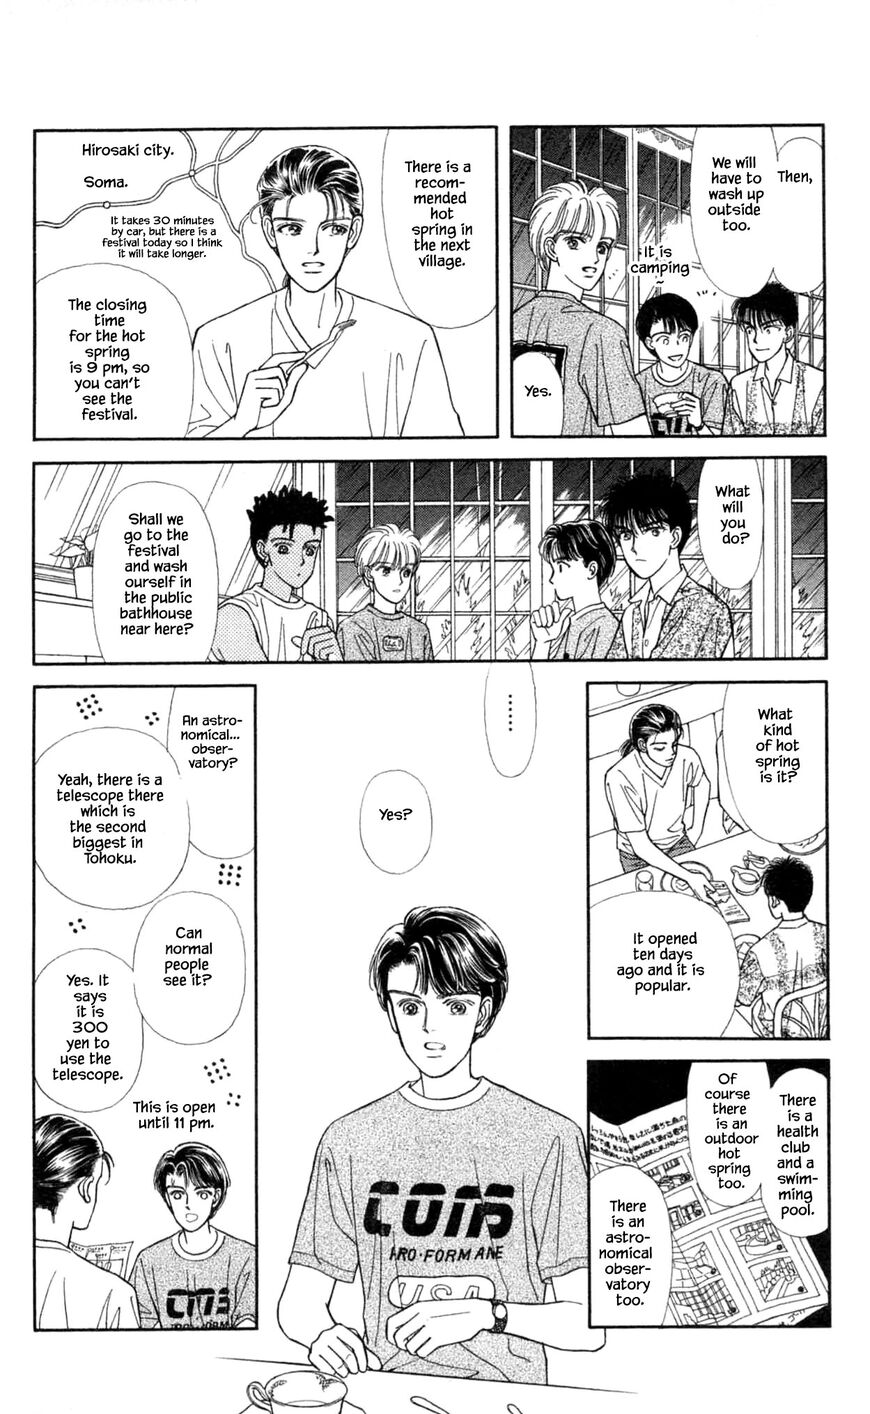 Then,
We will
have to
wash up
outside
too.
It is
camping
~
Yes.
There is a
recom-
mended
hot
spring in
the next
village.
Hirosaki city.
Soma.
It takes 30 minutes
by car, but there is a
festival today so I think
it will take longer.
The closing
time
for the hot
spring
is 9 pm, so
you can't
see the
festival.
What
will
you
do?
Shall we
go to the
festival
and wash
ourself in
the public
bathhouse
near here?
What
kind
of hot
spring
is it?
It opened
ten days
ago and it is
popular.
There
is a
health
club
and a
swim-
ming
pool.
Of
course
there
is an
outdoor
hot
spring
too.
There
is an
astro-
nomical
obser-
vatory
too.
........
Yes?
COMB
ARO·FORM ANE
USA
An astro-
nomical...
obser-
vatory?
Yeah, there is a
telescope there
which is
the second
biggest in
Tohoku.
Can
normal
people
see it?
Yes. It
says
it is
300
yen to
use the
telescope.
This is open
until 11 pm.